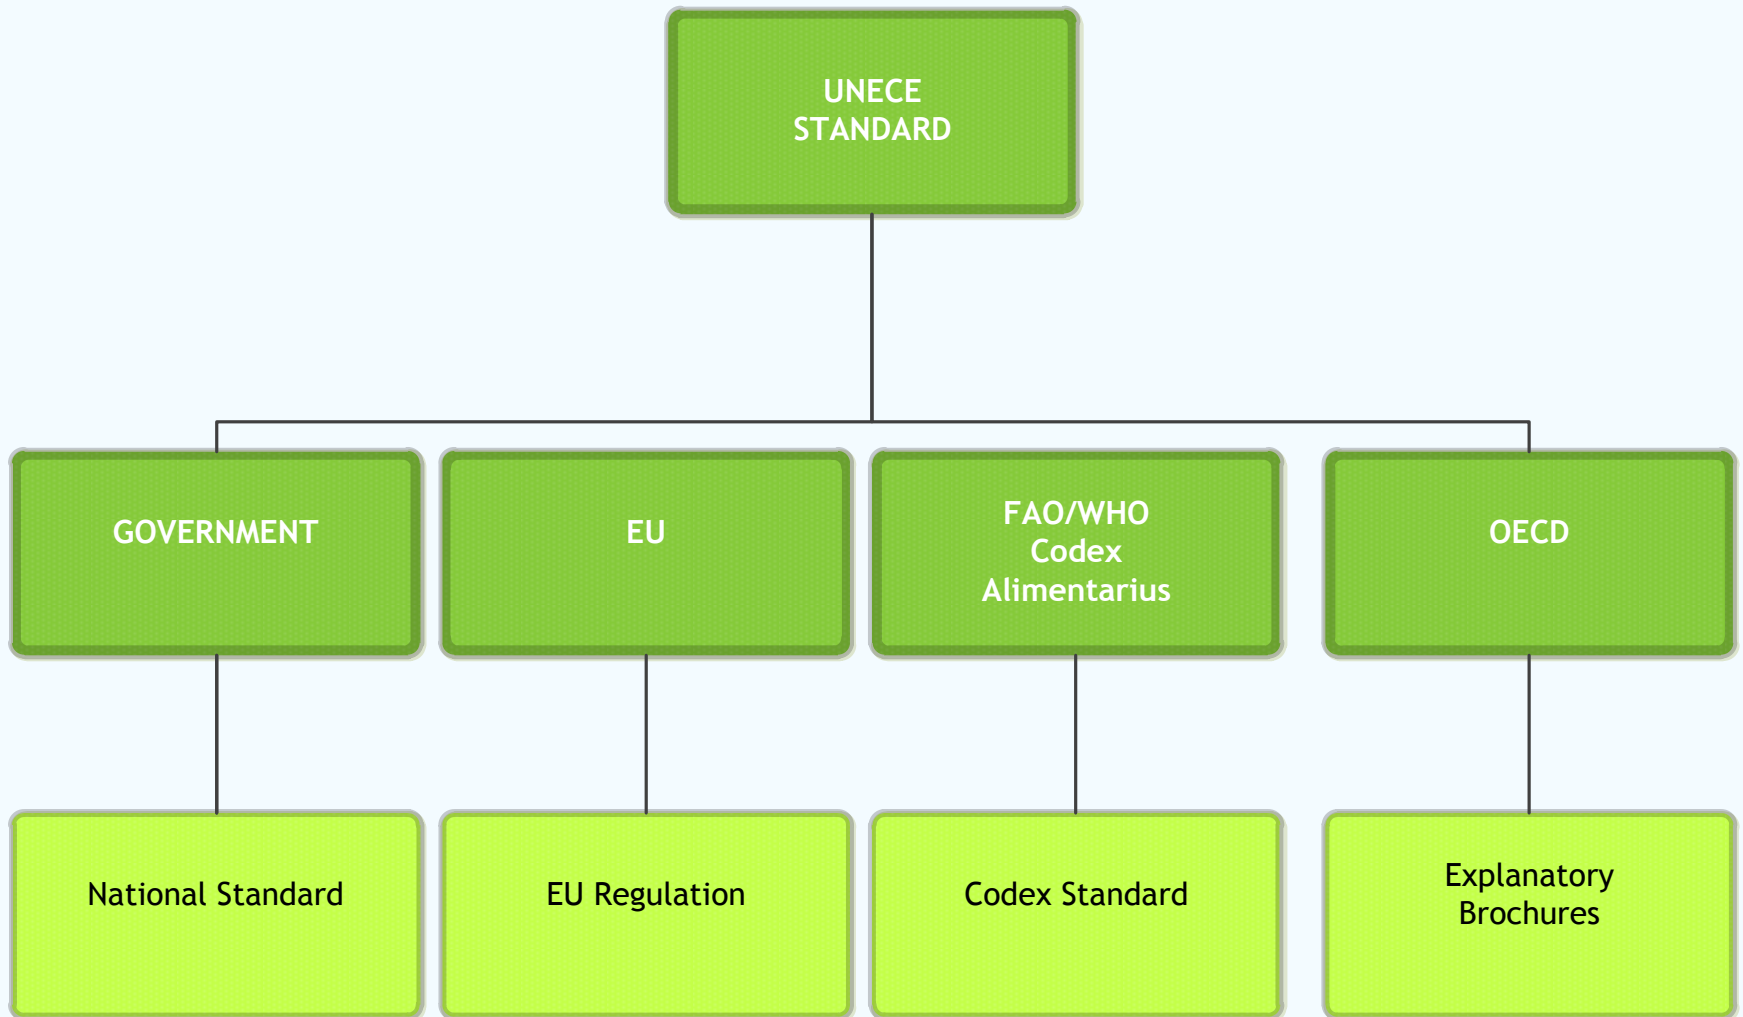 UNECE
STANDARD
GOVERNMENT
EU
FAO/WHO
Codex
Alimentarius
OECD
National Standard
EU Regulation
Codex Standard
Explanatory
Brochures